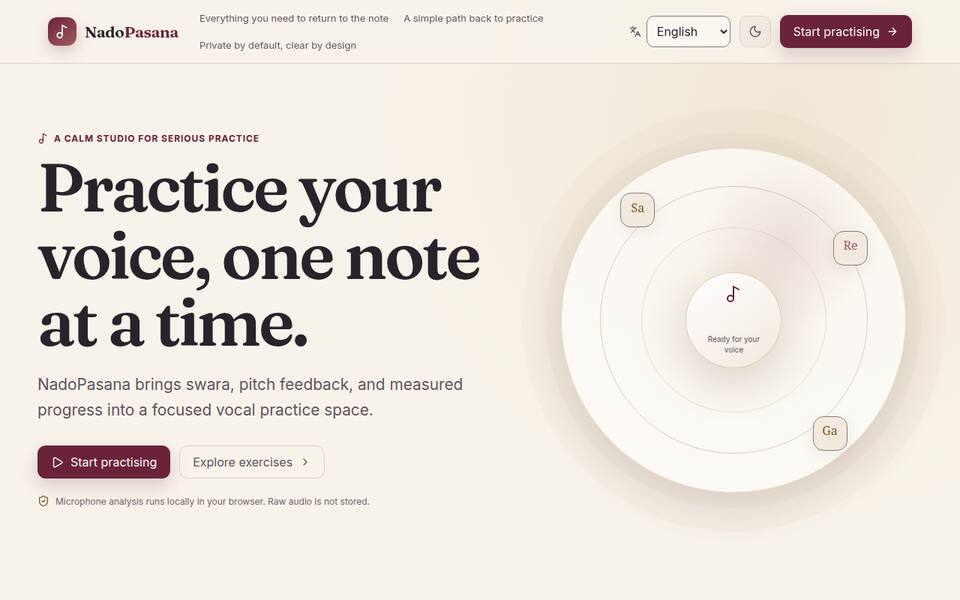 NadoPasana
Everything you need to return to the note
A simple path back to practice
Private by default, clear by design
English
Start practising
A CALM STUDIO FOR SERIOUS PRACTICE
Practice your
voice, one note
at a time.
NadoPasana brings swara, pitch feedback, and measured
progress into a focused vocal practice space.
Start practising
Explore exercises
Microphone analysis runs locally in your browser. Raw audio is not stored.
Sa
Re
Ready for your
voice
Ga